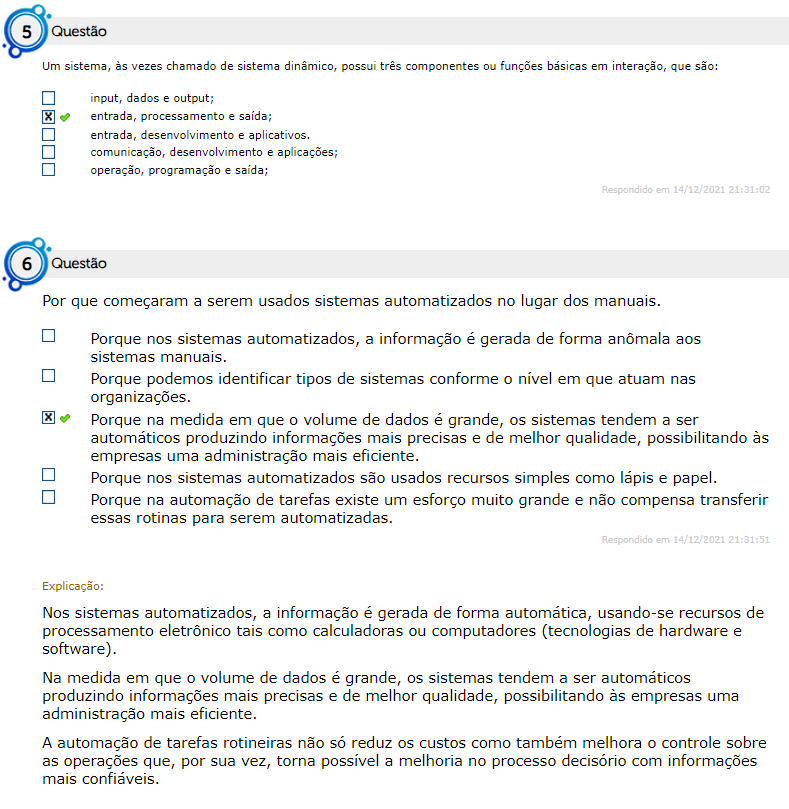 5 Questão
Um sistema, às vezes chamado de sistema dinâmico, possui três componentes ou funções básicas em interação, que são:
input, dados e output;
X entrada, processamento e saída;
entrada, desenvolvimento e aplicativos.
comunicação, desenvolvimento e aplicações;
operação, programação e saída;
Respondido em 14/12/2021 21:31:02
6 Questão
Por que começaram a serem usados sistemas automatizados no lugar dos manuais.
Porque nos sistemas automatizados, a informação é gerada de forma anômala aos
sistemas manuais.
Porque podemos identificar tipos de sistemas conforme o nível em que atuam nas
organizações.
X Porque na medida em que o volume de dados é grande, os sistemas tendem a ser
automáticos produzindo informações mais precisas e de melhor qualidade, possibilitando às
empresas uma administração mais eficiente.
Porque nos sistemas automatizados são usados recursos simples como lápis e papel.
Porque na automação de tarefas existe um esforço muito grande e não compensa transferir
essas rotinas para serem automatizadas.
Respondido em 14/12/2021 21:31:51
Explicação:
Nos sistemas automatizados, a informação é gerada de forma automática, usando-se recursos de
processamento eletrônico tais como calculadoras ou computadores (tecnologias de hardware e
software).
Na medida em que o volume de dados é grande, os sistemas tendem a ser automáticos
produzindo informações mais precisas e de melhor qualidade, possibilitando às empresas uma
administração mais eficiente.
A automação de tarefas rotineiras não só reduz os custos como também melhora o controle sobre
as operações que, por sua vez, torna possível a melhoria no processo decisório com informações
mais confiáveis.